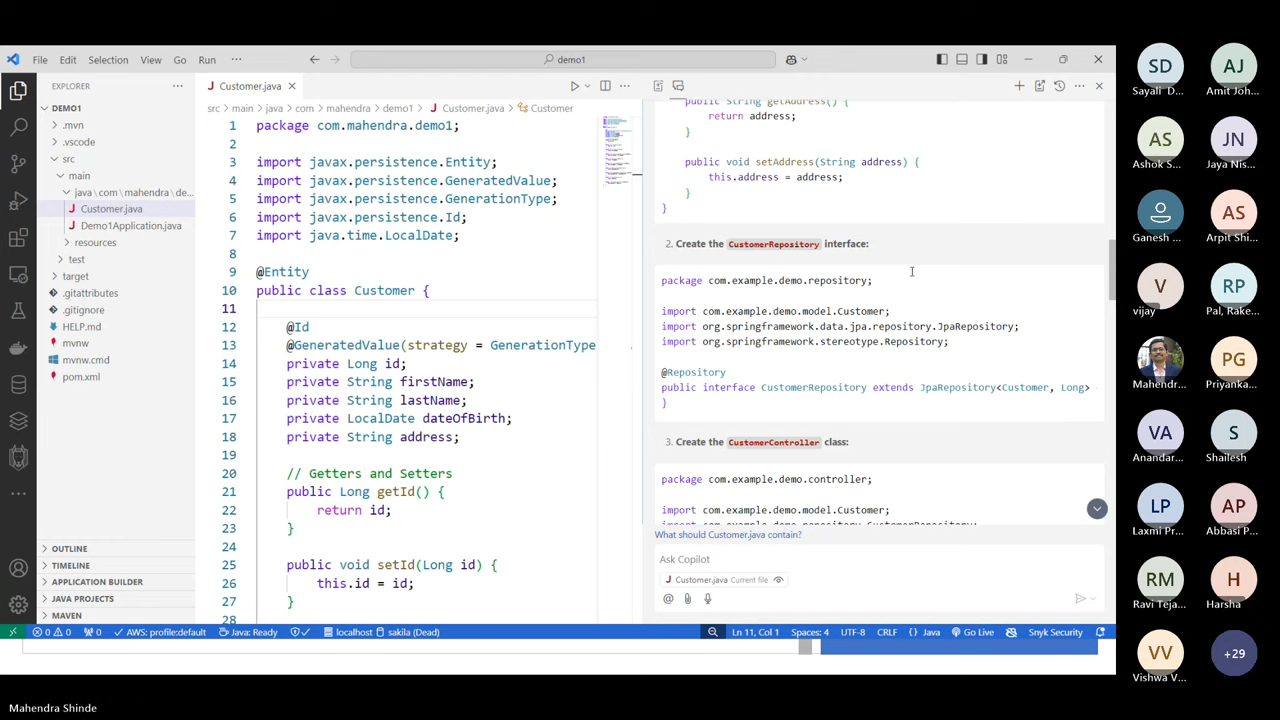 Selection
View
Go
Run
···
demo1
File
Edit
EXPLORER
···
DEMO1
.mvn
.vscode
src
main
java\com\mahendra\de...
Customer.java
Demo1Application.java
resources
test
target
.gitattributes
.gitignore
HELP.md
mvnw
mvnw.cmd
pom.xml
OUTLINE
TIMELINE
APPLICATION BUILDER
JAVA PROJECTS
MAVEN
Customer.java
src > main > java > com > mahendra > demo1 > Customer.java > Customer
1 package com.mahendra.demo1;
2
3 import javax.persistence.Entity;
4 import javax.persistence.GeneratedValue;
5 import javax.persistence.GenerationType;
6 import javax.persistence.Id;
7 import java.time.LocalDate;
8
9 @Entity
10 public class Customer {
11
12 @Id
13 @GeneratedValue(strategy = GenerationType
14 private Long id;
15 private String firstName;
16 private String lastName;
17 private LocalDate dateOfBirth;
18 private String address;
19
20 // Getters and Setters
21 public Long getId() {
22 return id;
23 }
24
25 public void setId(Long id) {
26 this.id = id;
27 }
28
public String getAddress() {
return address;
}
public void setAddress(String address) {
this.address = address;
}
}
2. Create the CustomerRepository interface:
package com.example.demo.repository;
import com.example.demo.model.Customer;
import org.springframework.data.jpa.repository.JpaRepository;
import org.springframework.stereotype.Repository;
@Repository
public interface CustomerRepository extends JpaRepository<Customer, Long>
}
3. Create the CustomerController class:
package com.example.demo.controller;
import com.example.demo.model.Customer;
import com.example.demo.repository.CustomerRepository;
What should Customer.java contain?
Ask Copilot
Customer.java Current file
0 0 0 AWS: profile:default Java: Ready localhost sakila (Dead)
Ln 11, Col 1 Spaces: 4 UTF-8 CRLF {} Java Go Live Snyk Security
SD
Sayali D...
AJ
Amit Joh...
AS
Ashok S...
JN
Jaya Nis...
Ganesh ...
AS
Arpit Shi...
V
vijay
RP
Pal, Rake...
Mahendr...
PG
Priyanka...
VA
Anandar...
S
Shailesh
LP
Laxmi Pr...
AP
Abbasi P...
RM
Ravi Teja...
H
Harsha
VV
Vishwa V...
+29
Mahendra Shinde